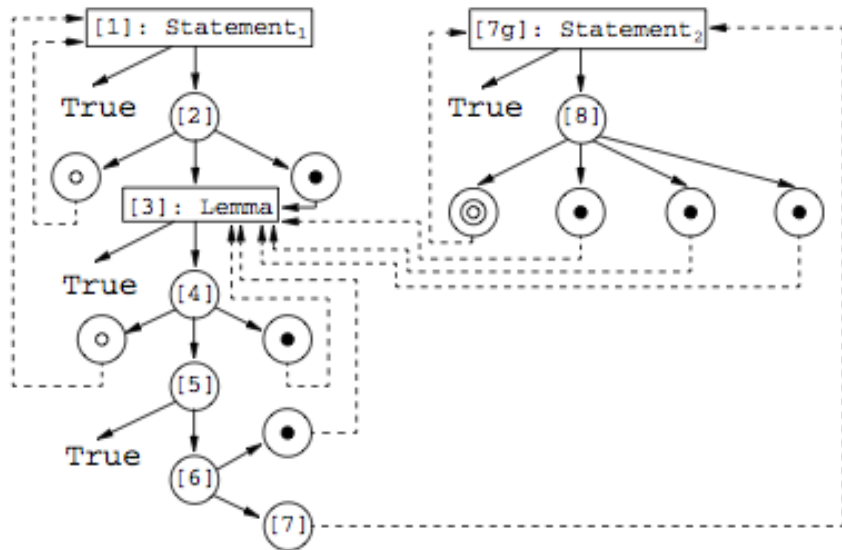 [1]: Statement₁
[7g]: Statement₂
True
True
[2]
[8]
[3]: Lemma
True
[4]
[5]
True
[6]
[7]